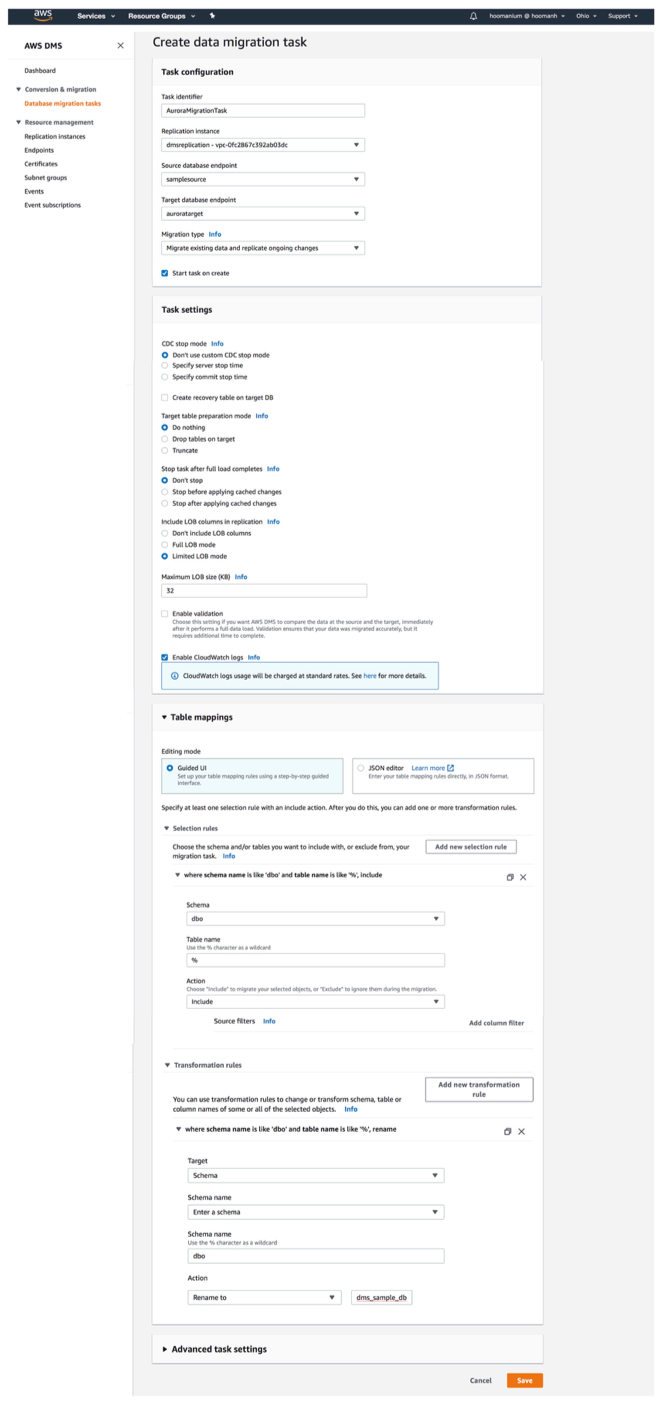 aws
Services
Resource Groups
hoomanium @ hoomanh
Ohio
Support
AWS DMS
Dashboard
Conversion & migration
Database migration tasks
Resource management
Replication instances
Endpoints
Certificates
Subnet groups
Events
Event subscriptions
Create data migration task
Task configuration
Task identifier
AuroraMigrationTask
Replication instance
dmsreplication - vpc-0fc2867c392ab03dc
Source database endpoint
samplesource
Target database endpoint
auroratarget
Migration type Info
Migrate existing data and replicate ongoing changes
Start task on create
Task settings
CDC stop mode Info
Don't use custom CDC stop mode
Specify server stop time
Specify commit stop time
Create recovery table on target DB
Target table preparation mode Info
Do nothing
Drop tables on target
Truncate
Stop task after full load completes Info
Don't stop
Stop before applying cached changes
Stop after applying cached changes
Include LOB columns in replication Info
Don't include LOB columns
Full LOB mode
Limited LOB mode
Maximum LOB size (KB) Info
32
Enable validation
Choose this setting if you want AWS DMS to compare the data at the source and the target, immediately
after it performs a full data load. Validation ensures that your data was migrated accurately, but it
requires additional time to complete.
Enable CloudWatch logs Info
CloudWatch logs usage will be charged at standard rates. See here for more details.
Table mappings
Editing mode
Guided UI
Set up your table mapping rules using a step-by-step guided
interface.
JSON editor Learn more
Enter your table mapping rules directly, in JSON format.
Specify at least one selection rule with an include action. After you do this, you can add one or more transformation rules.
Selection rules
Choose the schema and/or tables you want to include with, or exclude from, your
migration task. Info
Add new selection rule
where schema name is like 'dbo' and table name is like '%', include
Schema
dbo
Table name
Use the % character as a wildcard
%
Action
Choose "Include" to migrate your selected objects, or "Exclude" to ignore them during the migration.
Include
Source filters Info
Add column filter
Transformation rules
You can use transformation rules to change or transform schema, table or
column names of some or all of the selected objects. Info
Add new transformation
rule
where schema name is like 'dbo' and table name is like '%', rename
Target
Schema
Schema name
Enter a schema
Schema name
Use the % character as a wildcard
dbo
Action
Rename to
dms_sample_db
Advanced task settings
Cancel
Save